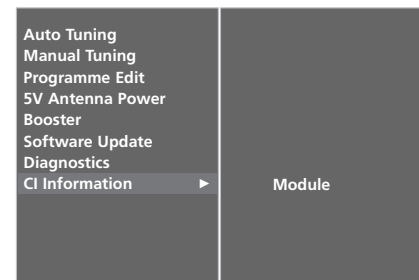 Auto Tuning
Manual Tuning
Programme Edit
5V Antenna Power
Booster
Software Update
Diagnostics
CI Information ►
Module